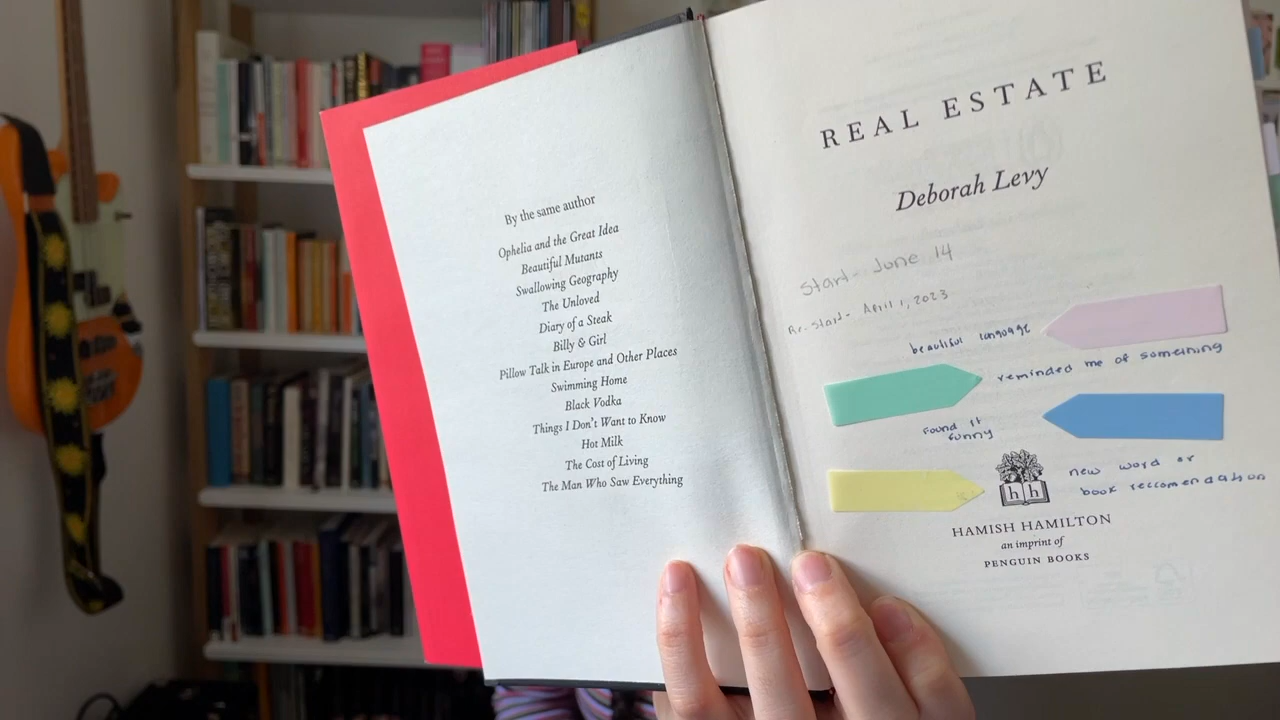 By the same author
Ophelia and the Great Idea
Beautiful Mutants
Swallowing Geography
The Unloved
Diary of a Steak
Billy & Girl
Pillow Talk in Europe and Other Places
Swimming Home
Black Vodka
Things I Don't Want to Know
Hot Milk
The Cost of Living
The Man Who Saw Everything
REAL ESTATE
Deborah Levy
Start- June 14
Re-Start- April 1, 2023
beautiful language
reminded me of something
found it
funny
new word or
book reccomendation
h h
HAMISH HAMILTON
an imprint of
PENGUIN BOOKS